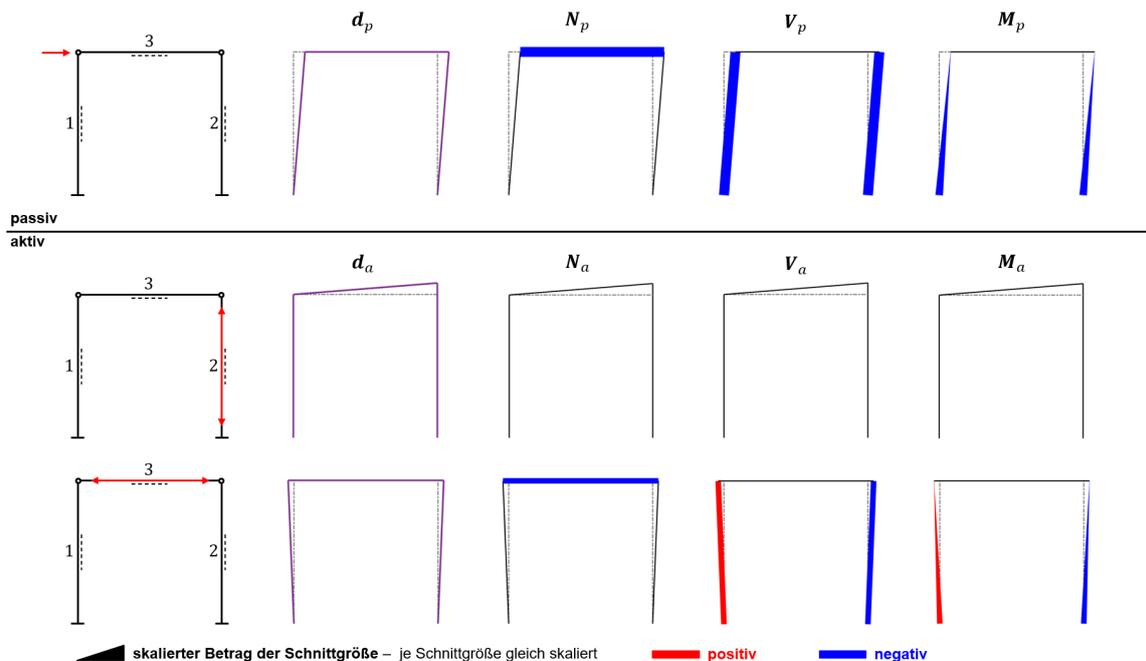 d_p N_p V_p M_p
3
1 2
passiv
aktiv
d_a N_a V_a M_a
3
1 2
3
1 2
skalierter Betrag der Schnittgröße – je Schnittgröße gleich skaliert positiv negativ